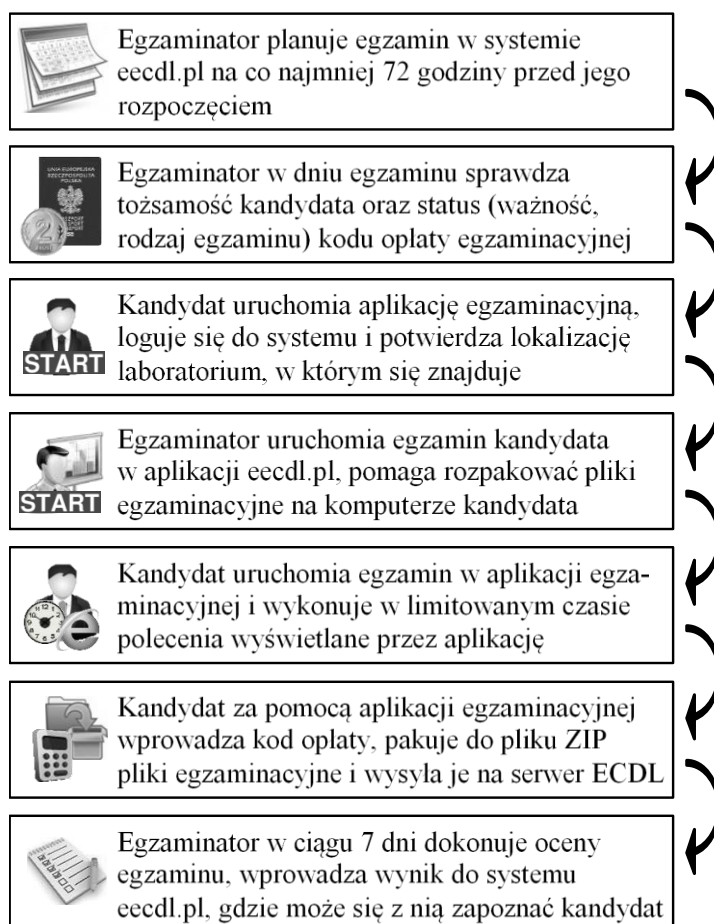 Egzaminator planuje egzamin w systemie
eecdl.pl na co najmniej 72 godziny przed jego
rozpoczęciem
UNIA EUROPEJSKA
RZECZPOSPOLITA
POLSKA
Egzaminator w dniu egzaminu sprawdza
tożsamość kandydata oraz status (ważność,
rodzaj egzaminu) kodu opłaty egzaminacyjnej
START
Kandydat uruchomia aplikację egzaminacyjną,
loguje się do systemu i potwierdza lokalizację
laboratorium, w którym się znajduje
START
Egzaminator uruchomia egzamin kandydata
w aplikacji eecdl.pl, pomaga rozpakować pliki
egzaminacyjne na komputerze kandydata
Kandydat uruchomia egzamin w aplikacji egza-
minacyjnej i wykonuje w limitowanym czasie
polecenia wyświetlane przez aplikację
Kandydat za pomocą aplikacji egzaminacyjnej
wprowadza kod opłaty, pakuje do pliku ZIP
pliki egzaminacyjne i wysyła je na serwer ECDL
Egzaminator w ciągu 7 dni dokonuje oceny
egzaminu, wprowadza wynik do systemu
eecdl.pl, gdzie może się z nią zapoznać kandydat